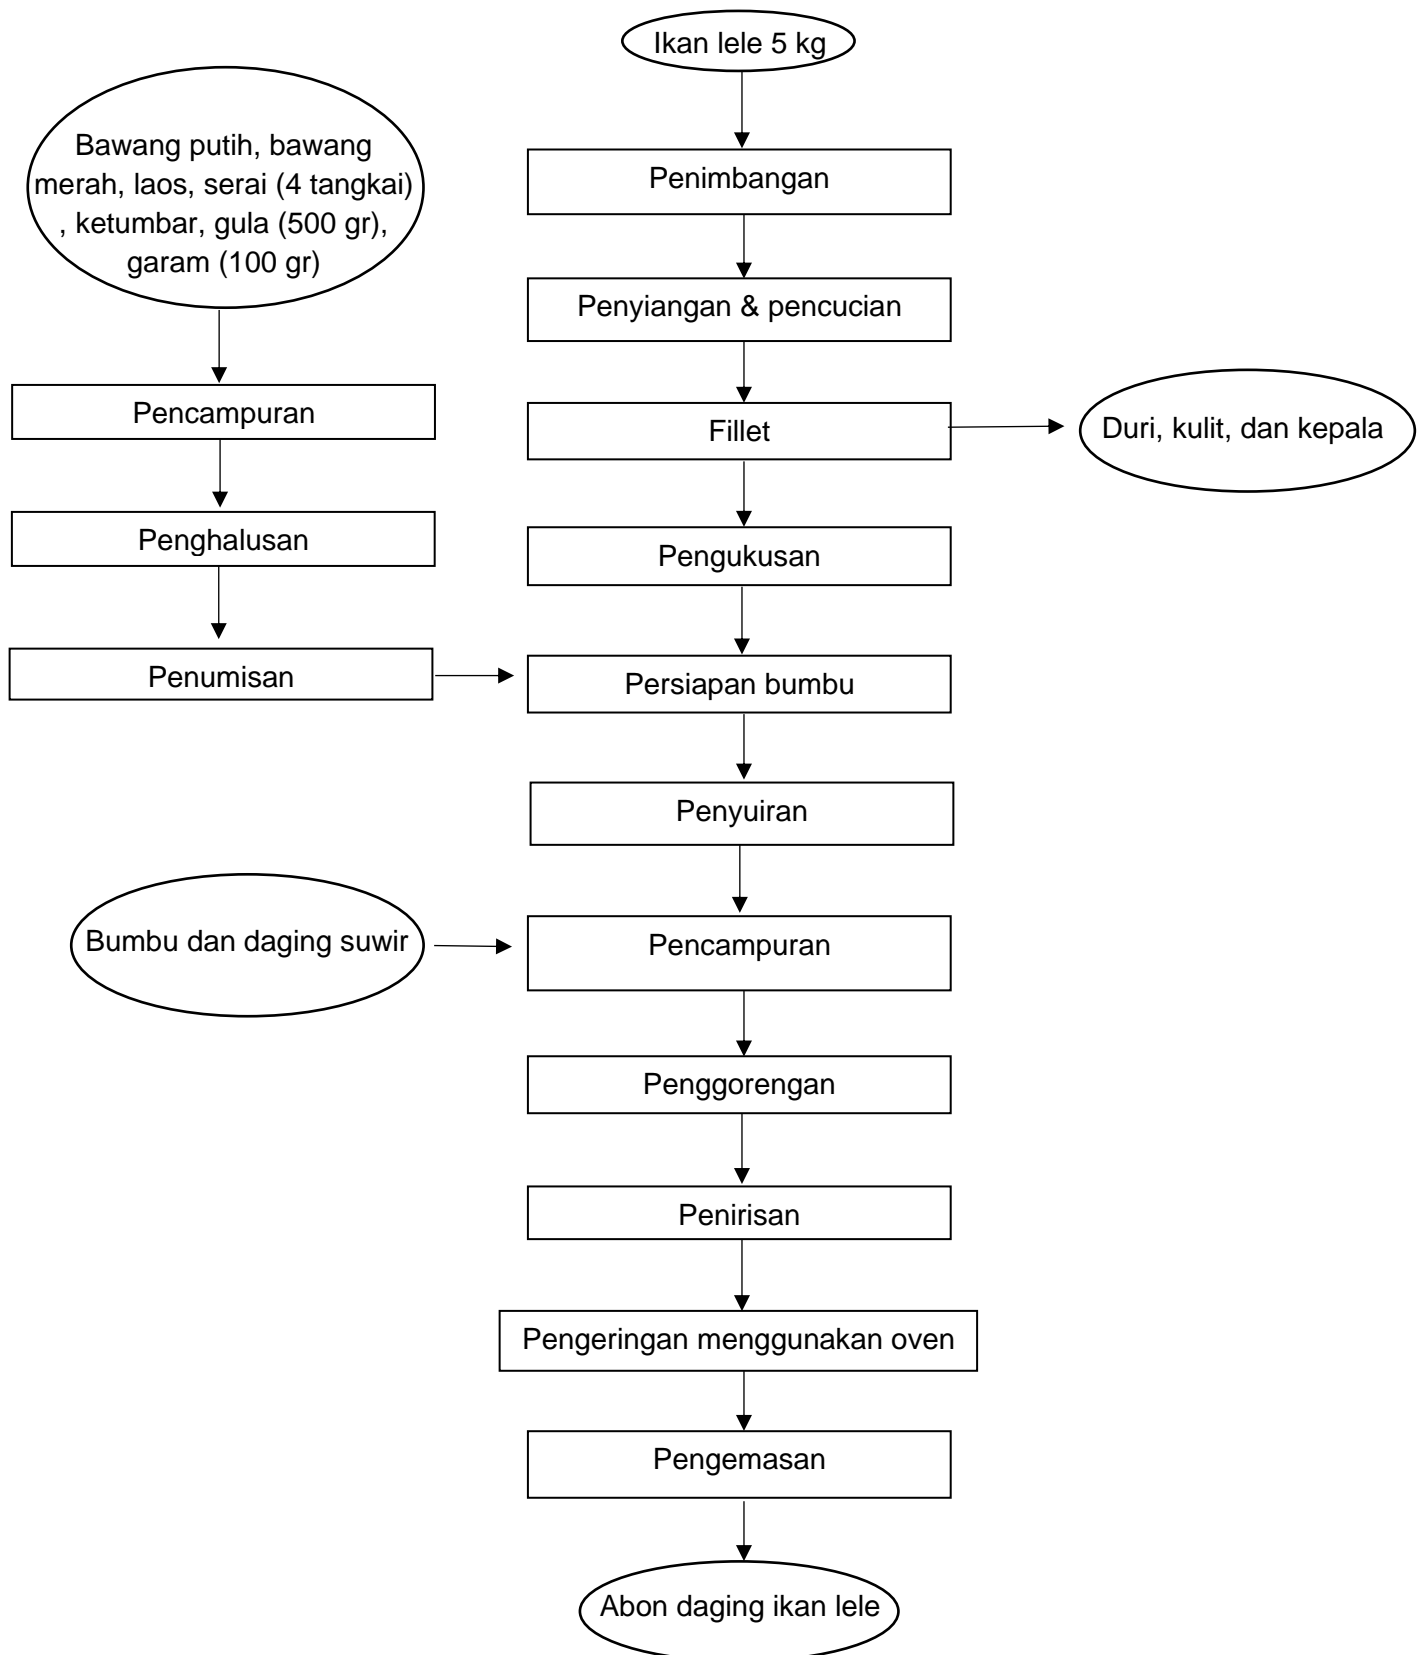 Ikan lele 5 kg
Bawang putih, bawang
merah, laos, serai (4 tangkai)
, ketumbar, gula (500 gr),
garam (100 gr)
Penimbangan
Penyiangan & pencucian
Pencampuran
Fillet
Duri, kulit, dan kepala
Penghalusan
Pengukusan
Penumisan
Persiapan bumbu
Penyuiran
Bumbu dan daging suwir
Pencampuran
Penggorengan
Penirisan
Pengeringan menggunakan oven
Pengemasan
Abon daging ikan lele